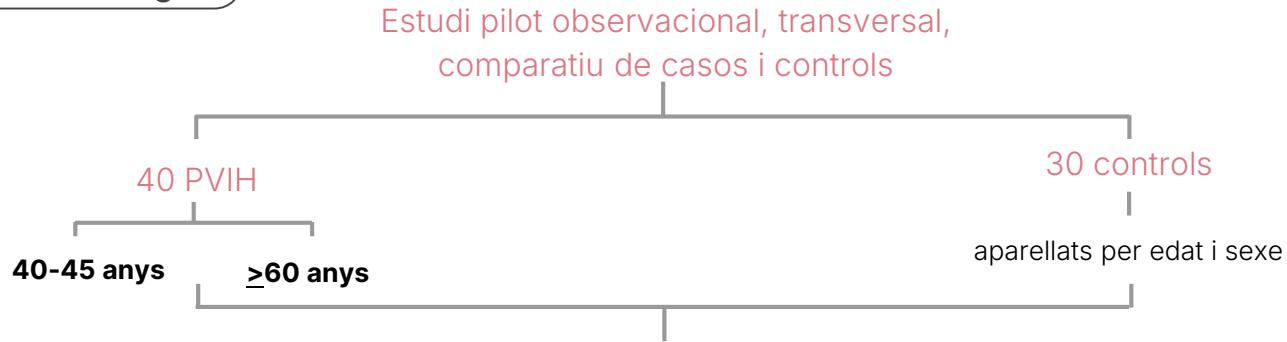 Estudi pilot observacional, transversal,
comparatiu de casos i controls
40 PVIH
30 controls
40-45 anys
≥60 anys
aparellats per edat i sexe